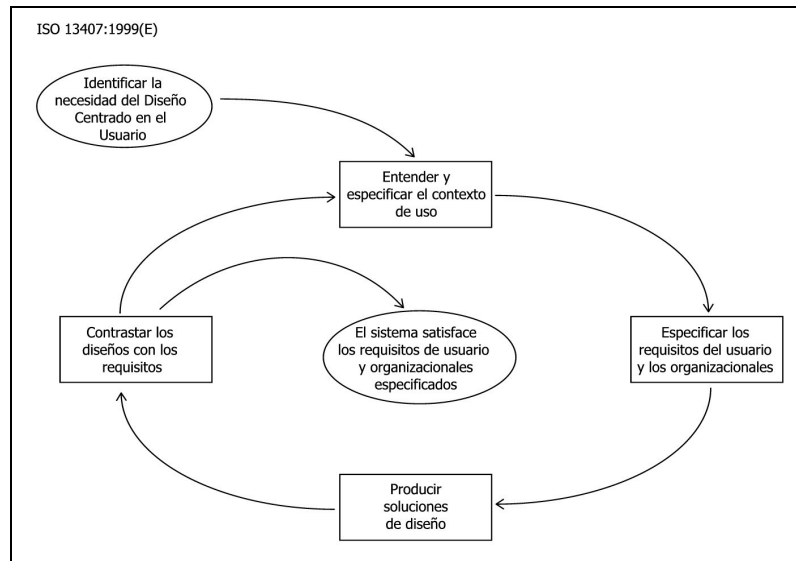 ISO 13407:1999(E)
Identificar la
necesidad del Diseño
Centrado en el
Usuario
Entender y
especificar el contexto
de uso
Contrastar los
diseños con los
requisitos
El sistema satisface
los requisitos de usuario
y organizacionales
especificados
Especificar los
requisitos del usuario
y los organizacionales
Producir
soluciones
de diseño